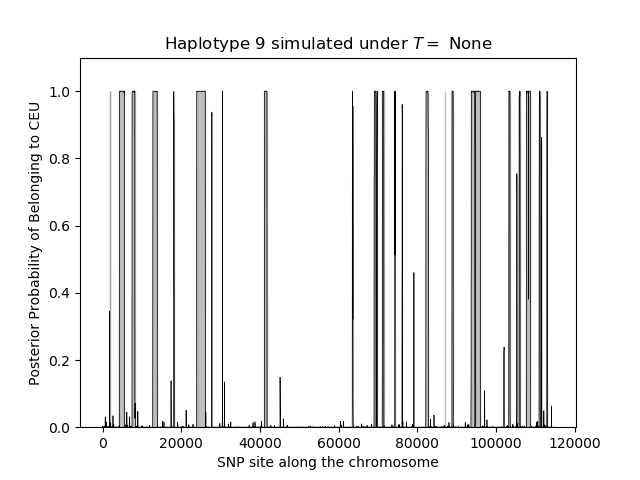 Haplotype 9 simulated under T = None
Posterior Probability of Belonging to CEU
1.0
0.8
0.6
0.4
0.2
0.0
0 20000 40000 60000 80000 100000 120000
SNP site along the chromosome